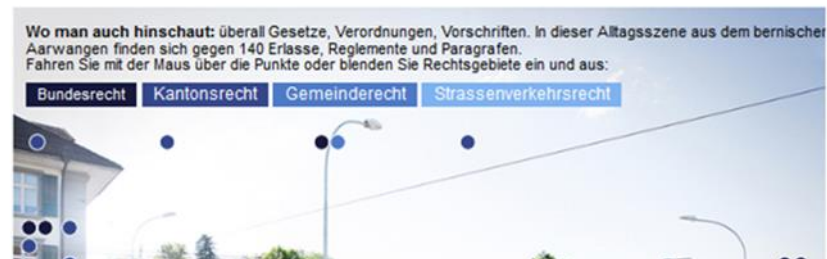 Wo man auch hinschaut: überall Gesetze, Verordnungen, Vorschriften. In dieser Alltagsszene aus dem bernischen
Aarwangen finden sich gegen 140 Erlasse, Reglemente und Paragrafen.
Fahren Sie mit der Maus über die Punkte oder blenden Sie Rechtsgebiete ein und aus:
Bundesrecht Kantonsrecht Gemeinderecht Strassenverkehrsrecht